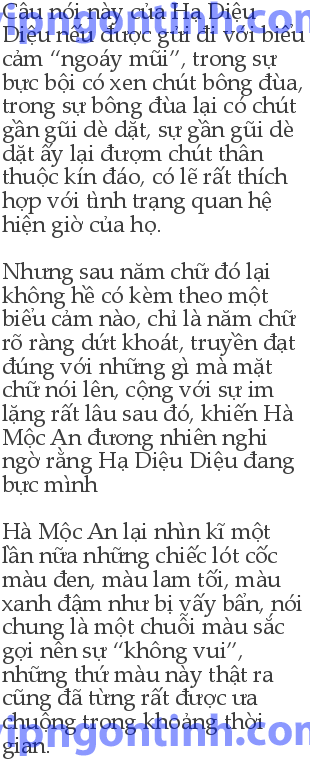 Câu nói này của Hạ Diệu
Diệu nếu được gửi đi với biểu
cảm “ngoáy mũi”, trong sự
bực bội có xen chút bông đùa,
trong sự bông đùa lại có chút
gần gũi dè dặt, sự gần gũi dè
dặt ấy lại đượm chút thân
thuộc kín đáo, có lẽ rất thích
hợp với tình trạng quan hệ
hiện giờ của họ.
Nhưng sau năm chữ đó lại
không hề có kèm theo một
biểu cảm nào, chỉ là năm chữ
rõ ràng dứt khoát, truyền đạt
đúng với những gì mà mặt
chữ nói lên, cộng với sự im
lặng rất lâu sau đó, khiến Hà
Mộc An đương nhiên nghi
ngờ rằng Hạ Diệu Diệu đang
bực mình
Hà Mộc An lại nhìn kĩ một
lần nữa những chiếc lót cốc
màu đen, màu lam tối, màu
xanh đậm như bị vấy bẩn, nói
chung là một chuỗi màu sắc
gợi nên sự “không vui”,
những thứ màu này thật ra
cũng đã từng rất được ưa
chuộng trong khoảng thời
gian.
vipngontinh.com